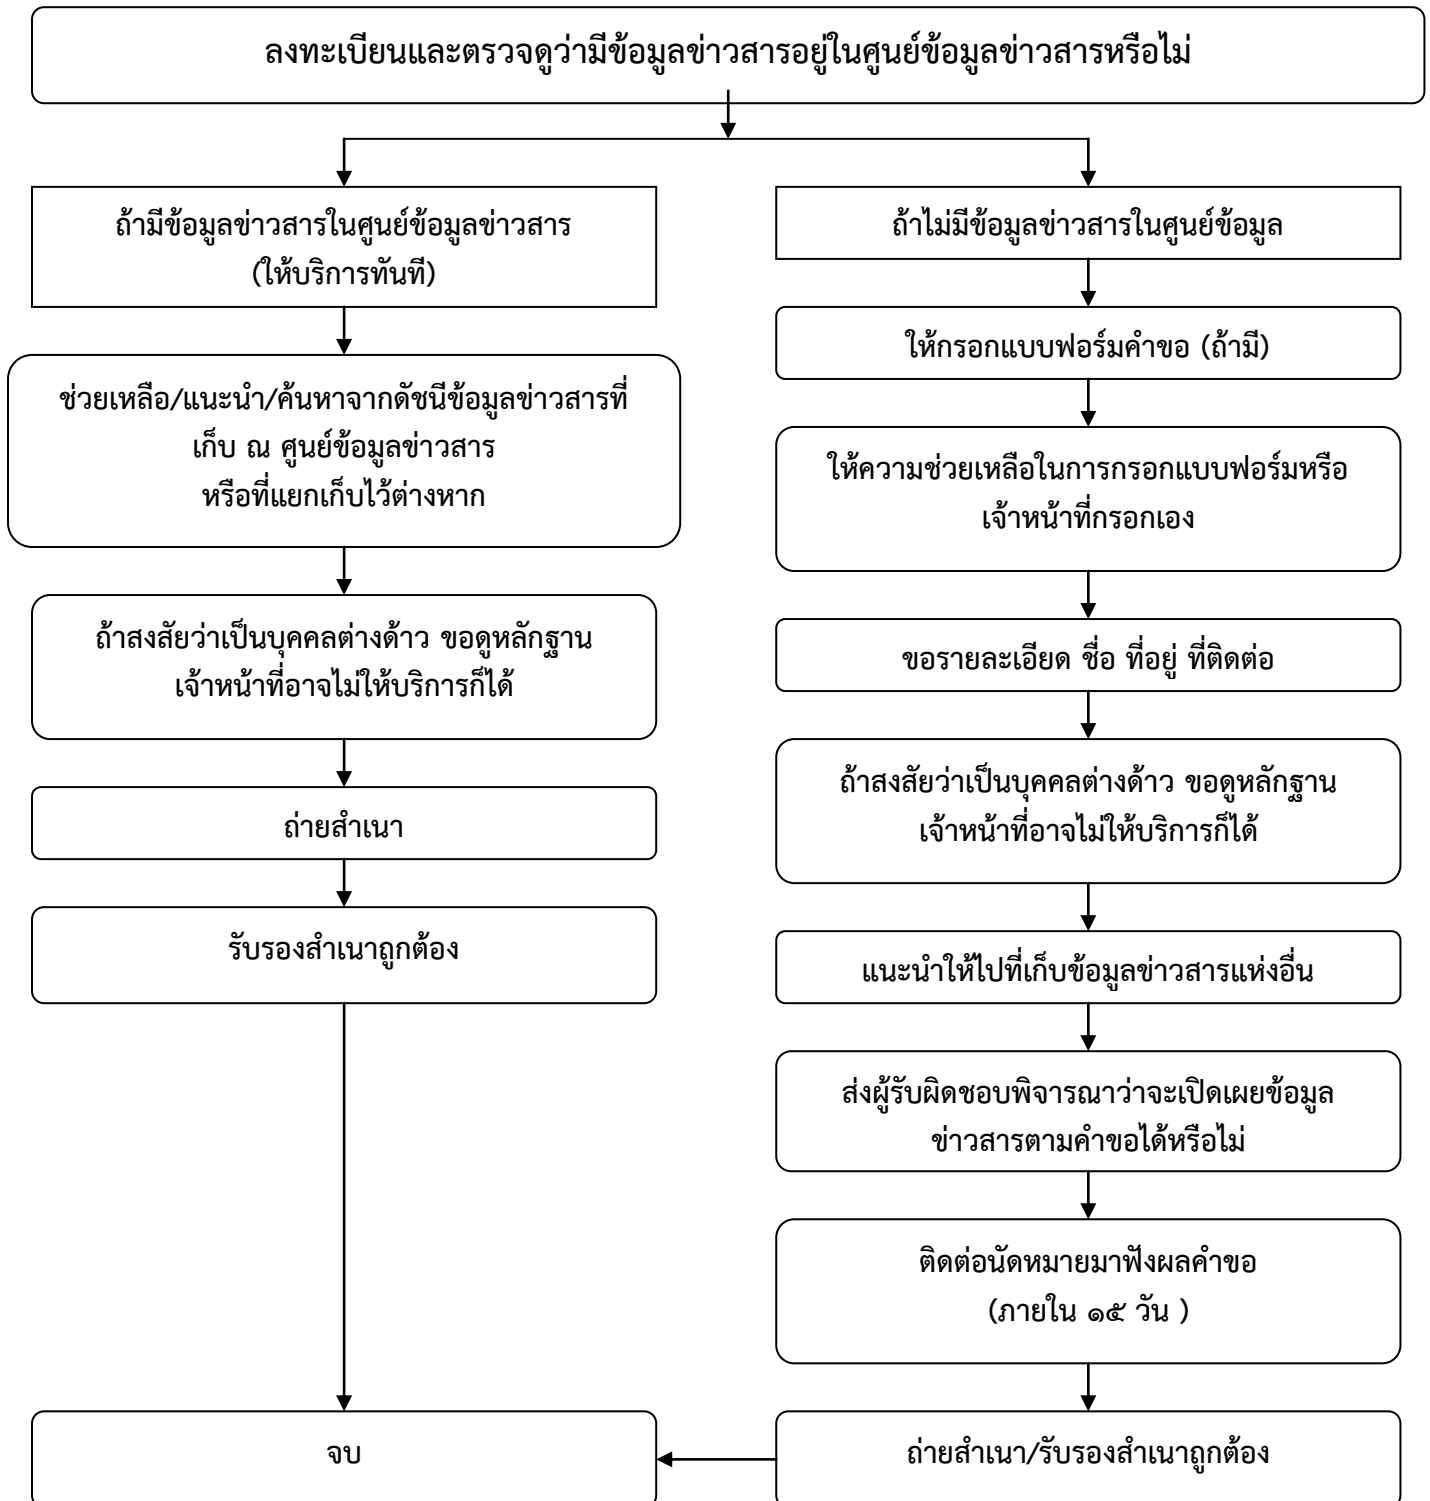 ลงทะเบียนและตรวจดูว่ามีข้อมูลข่าวสารอยู่ในศูนย์ข้อมูลข่าวสารหรือไม่
ถ้ามีข้อมูลข่าวสารในศูนย์ข้อมูลข่าวสาร
(ให้บริการทันที)
ช่วยเหลือ/แนะนำ/ค้นหาจากดัชนีข้อมูลข่าวสารที่
เก็บ ณ ศูนย์ข้อมูลข่าวสาร
หรือที่แยกเก็บไว้ต่างหาก
ถ้าสงสัยว่าเป็นบุคคลต่างด้าว ขอดูหลักฐาน
เจ้าหน้าที่อาจไม่ให้บริการก็ได้
ถ่ายสำเนา
รับรองสำเนาถูกต้อง
ถ้าไม่มีข้อมูลข่าวสารในศูนย์ข้อมูล
ให้กรอกแบบฟอร์มคำขอ (ถ้ามี)
ให้ความช่วยเหลือในการกรอกแบบฟอร์มหรือ
เจ้าหน้าที่กรอกเอง
ขอรายละเอียด ชื่อ ที่อยู่ ที่ติดต่อ
ถ้าสงสัยว่าเป็นบุคคลต่างด้าว ขอดูหลักฐาน
เจ้าหน้าที่อาจไม่ให้บริการก็ได้
แนะนำให้ไปที่เก็บข้อมูลข่าวสารแห่งอื่น
ส่งผู้รับผิดชอบพิจารณาว่าจะเปิดเผยข้อมูล
ข่าวสารตามคำขอได้หรือไม่
ติดต่อนัดหมายมาฟังผลคำขอ
(ภายใน ๑๕ วัน )
ถ่ายสำเนา/รับรองสำเนาถูกต้อง
จบ